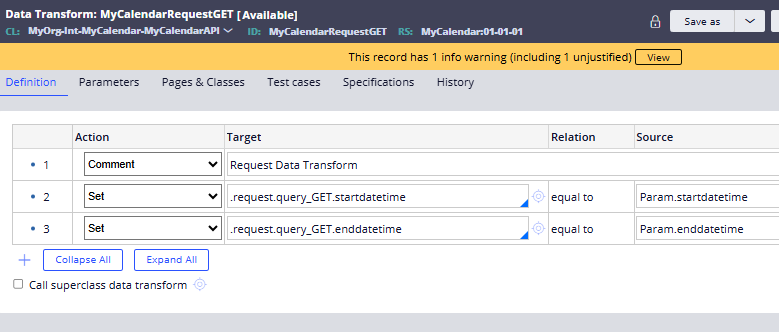 Data Transform: MyCalendarRequestGET [Available]
CL: MyOrg-Int-MyCalendar-MyCalendarAPI ID: MyCalendarRequestGET RS: MyCalendar:01-01-01
Save as
This record has 1 info warning (including 1 unjustified) View
Definition Parameters Pages & Classes Test cases Specifications History
Action Target Relation Source
1 Comment Request Data Transform
2 Set .request.query_GET.startdatetime equal to Param.startdatetime
3 Set .request.query_GET.enddatetime equal to Param.enddatetime
Collapse All Expand All
Call superclass data transform